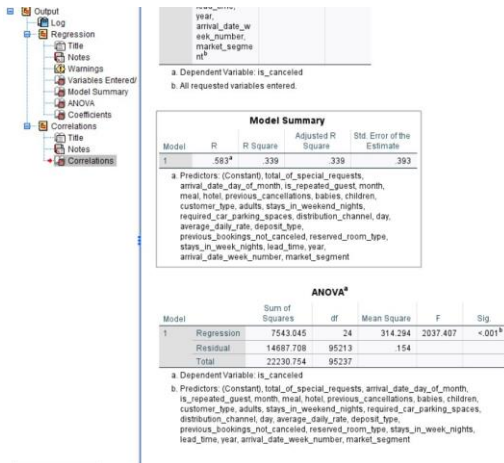 Output
Log
Regression
Title
Notes
Warnings
Variables Entered/
Model Summary
ANOVA
Coefficients
Correlations
Title
Notes
Correlations
year,
arrival_date_w
eek_number,
market_segme
nt b
a. Dependent Variable: is_canceled
b. All requested variables entered.
Model Summary
Model R R Square Adjusted R Square Std. Error of the Estimate
1 .583a .339 .339 .393
a. Predictors: (Constant), total_of_special_requests,
arrival_date_day_of_month, is_repeated_guest, month,
meal, hotel, previous_cancellations, babies, children,
customer_type, adults, stays_in_weekend_nights,
required_car_parking_spaces, distribution_channel, day,
average_daily_rate, deposit_type,
previous_bookings_not_canceled, reserved_room_type,
stays_in_week_nights, lead_time, year,
arrival_date_week_number, market_segment
ANOVAa
Model Sum of Squares df Mean Square F Sig.
1 Regression 7543.045 24 314.294 2037.407 <.001b
Residual 14687.708 95213 .154
Total 22230.754 95237
a. Dependent Variable: is_canceled
b. Predictors: (Constant), total_of_special_requests, arrival_date_day_of_month,
is_repeated_guest, month, meal, hotel, previous_cancellations, babies, children,
customer_type, adults, stays_in_weekend_nights, required_car_parking_spaces,
distribution_channel, day, average_daily_rate, deposit_type,
previous_bookings_not_canceled, reserved_room_type, stays_in_week_nights,
lead_time, year, arrival_date_week_number, market_segment